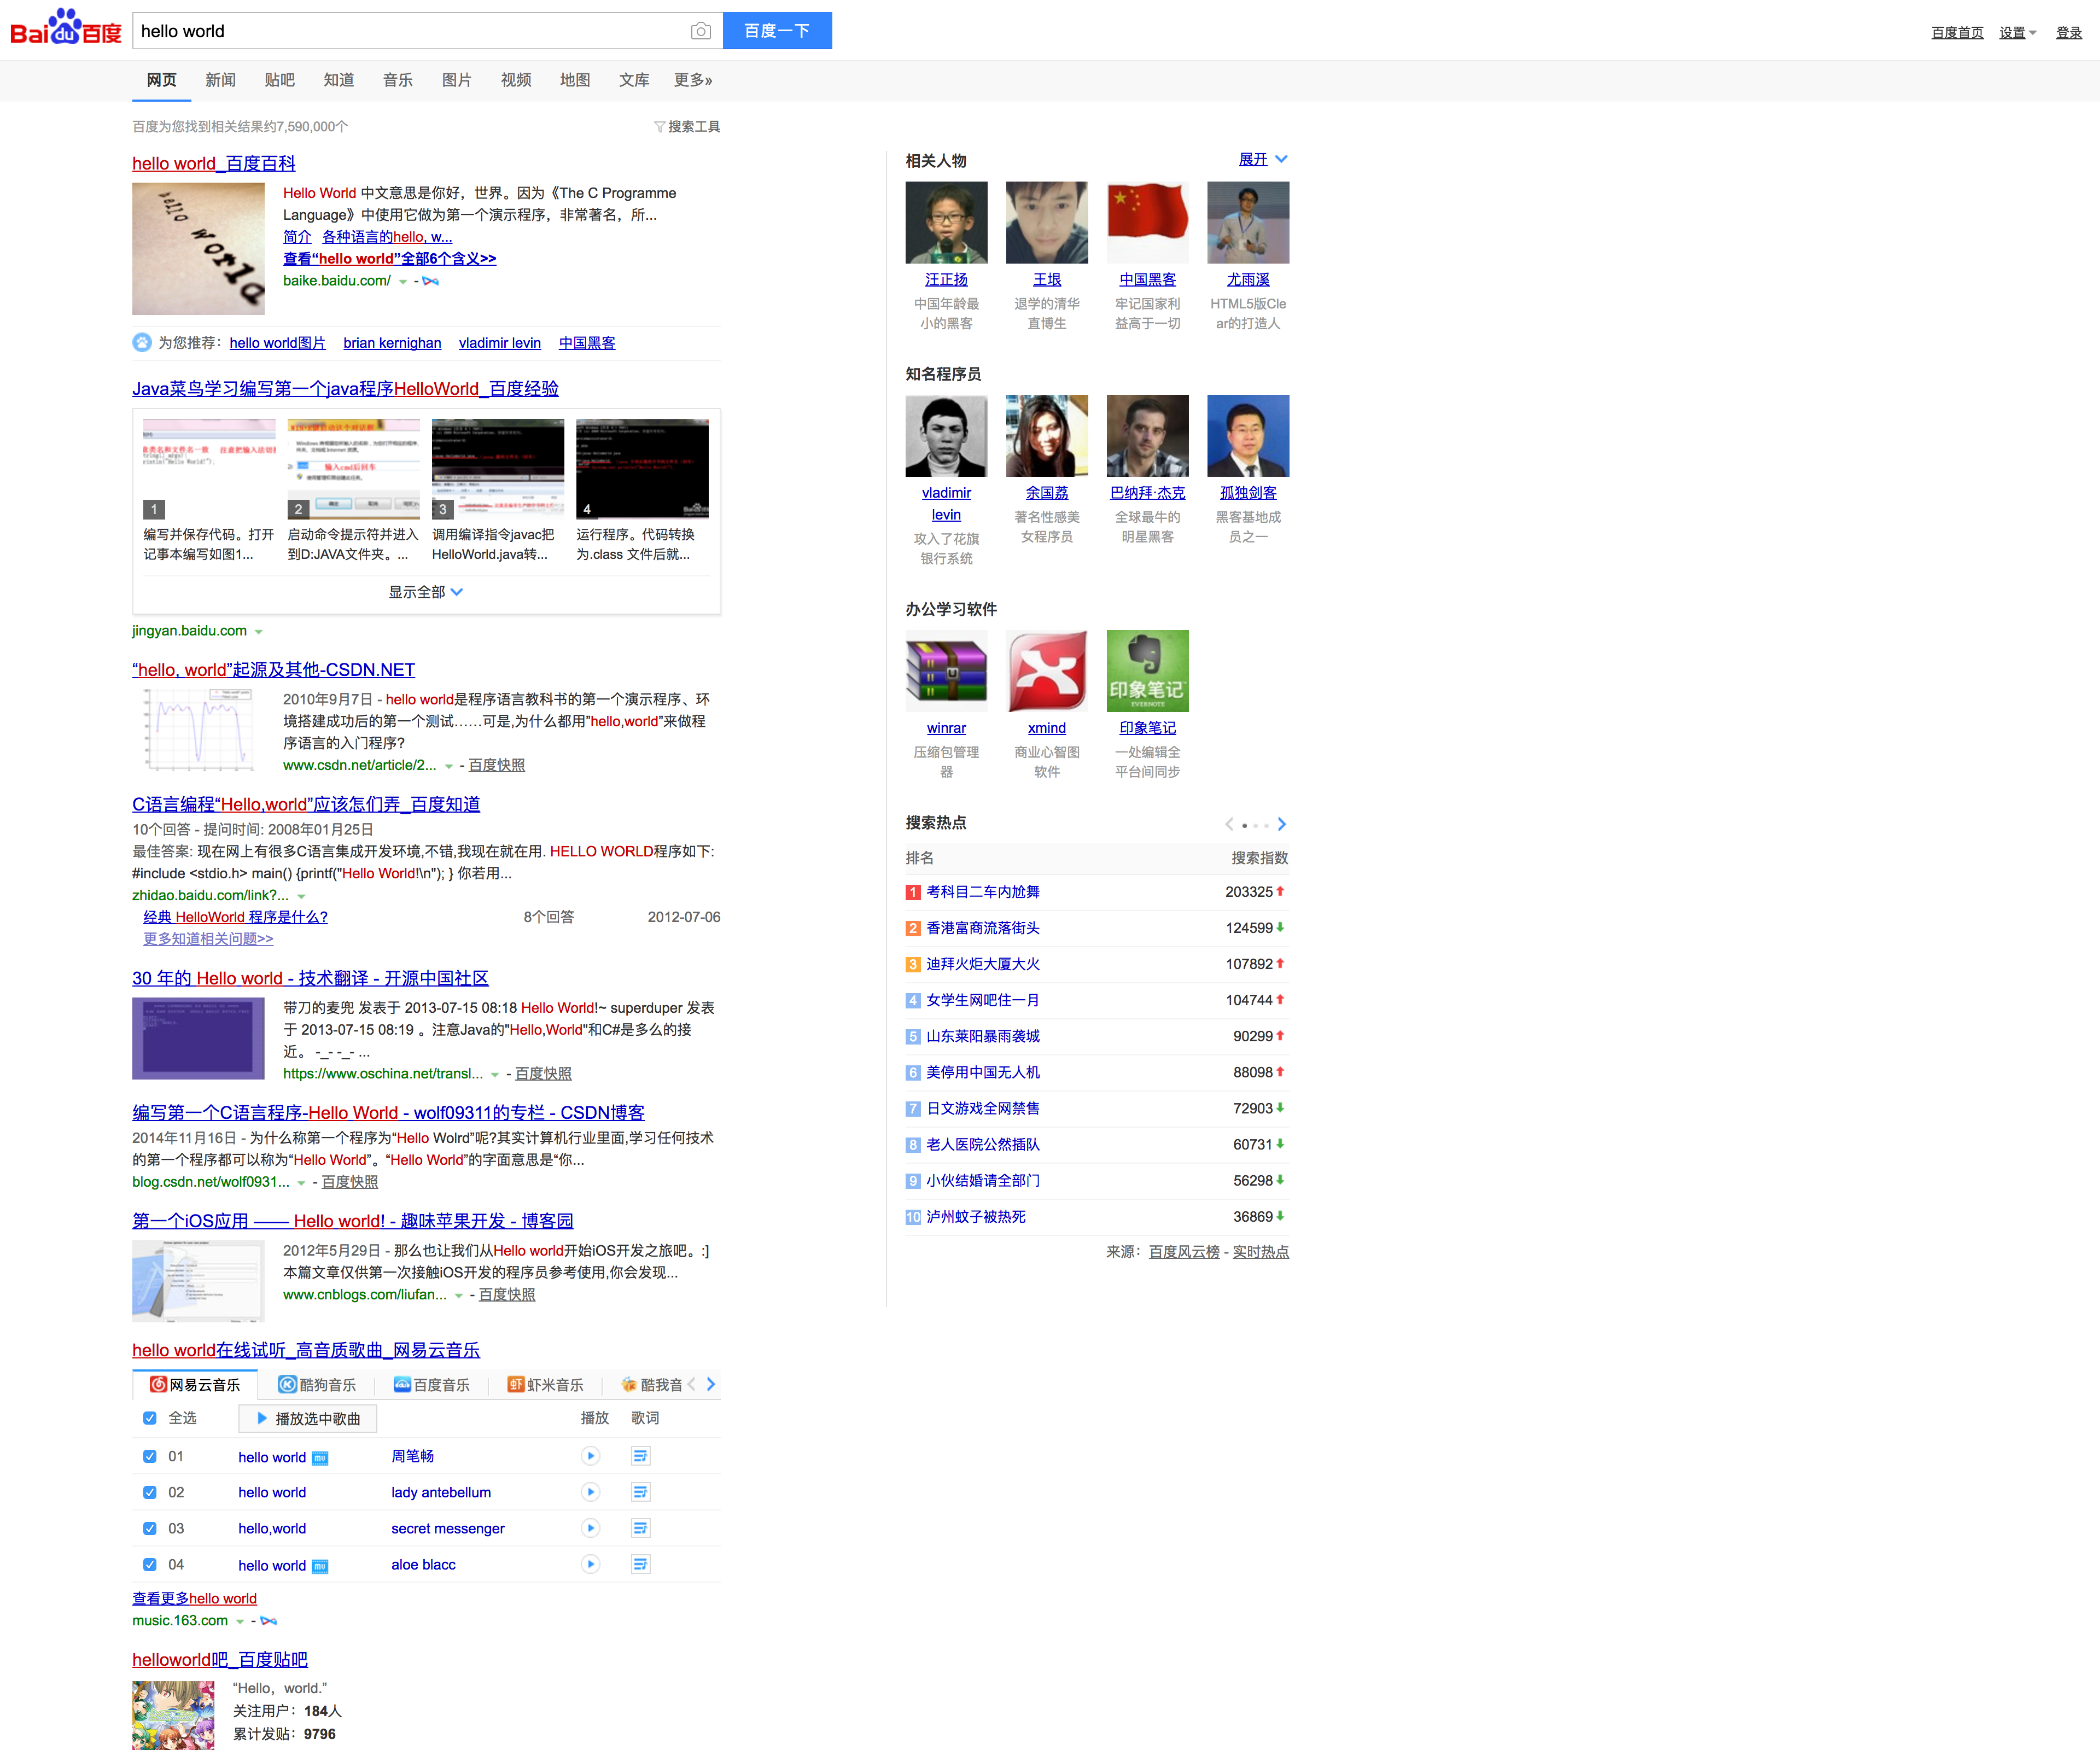 Bai du 百度
hello world
百度一下
百度首页 设置 登录
网页 新闻 贴吧 知道 音乐 图片 视频 地图 文库 更多»
百度为您找到相关结果约7,590,000个
搜索工具
hello world_百度百科
hello world
Hello World 中文意思是你好，世界。因为《The C Programme
Language》中使用它做为第一个演示程序，非常著名，所...
简介 各种语言的hello, w...
查看“hello world”全部6个含义>>
baike.baidu.com/ -
为您推荐： hello world图片 brian kernighan vladimir levin 中国黑客
Java菜鸟学习编写第一个java程序HelloWorld_百度经验
1 2 3 4
编写并保存代码。打开
记事本编写如图1...
启动命令提示符并进入
到D:JAVA文件夹。...
调用编译指令javac把
HelloWorld.java转...
运行程序。代码转换
为.class 文件后就...
显示全部
jingyan.baidu.com
“hello, world”起源及其他-CSDN.NET
2010年9月7日 - hello world是程序语言教科书的第一个演示程序、环
境搭建成功后的第一个测试……可是,为什么都用”hello,world”来做程
序语言的入门程序?
www.csdn.net/article/2... - 百度快照
C语言编程“Hello,world”应该怎们弄_百度知道
10个回答 - 提问时间: 2008年01月25日
最佳答案: 现在网上有很多C语言集成开发环境,不错,我现在就在用. HELLO WORLD程序如下:
#include <stdio.h> main() {printf("Hello World!\n"); } 你若用...
zhidao.baidu.com/link?...
经典 HelloWorld 程序是什么? 8个回答 2012-07-06
更多知道相关问题>>
30 年的 Hello world - 技术翻译 - 开源中国社区
带刀的麦兜 发表于 2013-07-15 08:18 Hello World!~ superduper 发表
于 2013-07-15 08:19 。注意Java的"Hello,World"和C#是多么的接
近。 -_- -_- ...
https://www.oschina.net/transl... - 百度快照
编写第一个C语言程序-Hello World - wolf09311的专栏 - CSDN博客
2014年11月16日 - 为什么称第一个程序为“Hello Wolrd”呢?其实计算机行业里面,学习任何技术
的第一个程序都可以称为“Hello World”。“Hello World”的字面意思是“你...
blog.csdn.net/wolf0931... - 百度快照
第一个iOS应用 —— Hello world! - 趣味苹果开发 - 博客园
2012年5月29日 - 那么也让我们从Hello world开始iOS开发之旅吧。:]
本篇文章仅供第一次接触iOS开发的程序员参考使用,你会发现...
www.cnblogs.com/liufan... - 百度快照
hello world在线试听_高音质歌曲_网易云音乐
网易云音乐 酷狗音乐 百度音乐 虾米音乐 酷我音
全选 播放选中歌曲 播放 歌词
01 hello world 周笔畅
02 hello world lady antebellum
03 hello,world secret messenger
04 hello world aloe blacc
查看更多hello world
music.163.com -
helloworld吧_百度贴吧
“Hello，world.”
关注用户：184人
累计发贴：9796
相关人物 展开
汪正扬
中国年龄最
小的黑客
王垠
退学的清华
直博生
中国黑客
牢记国家利
益高于一切
尤雨溪
HTML5版Cle
ar的打造人
知名程序员
vladimir
levin
攻入了花旗
银行系统
余国荔
著名性感美
女程序员
巴纳拜·杰克
全球最牛的
明星黑客
孤独剑客
黑客基地成
员之一
办公学习软件
印象笔记
EVERNOTE
winrar
压缩包管理
器
xmind
商业心智图
软件
印象笔记
一处编辑全
平台间同步
搜索热点
排名 搜索指数
1 考科目二车内尬舞 203325
2 香港富商流落街头 124599
3 迪拜火炬大厦大火 107892
4 女学生网吧住一月 104744
5 山东莱阳暴雨袭城 90299
6 美停用中国无人机 88098
7 日文游戏全网禁售 72903
8 老人医院公然插队 60731
9 小伙结婚请全部门 56298
10 泸州蚊子被热死 36869
来源：百度风云榜 - 实时热点